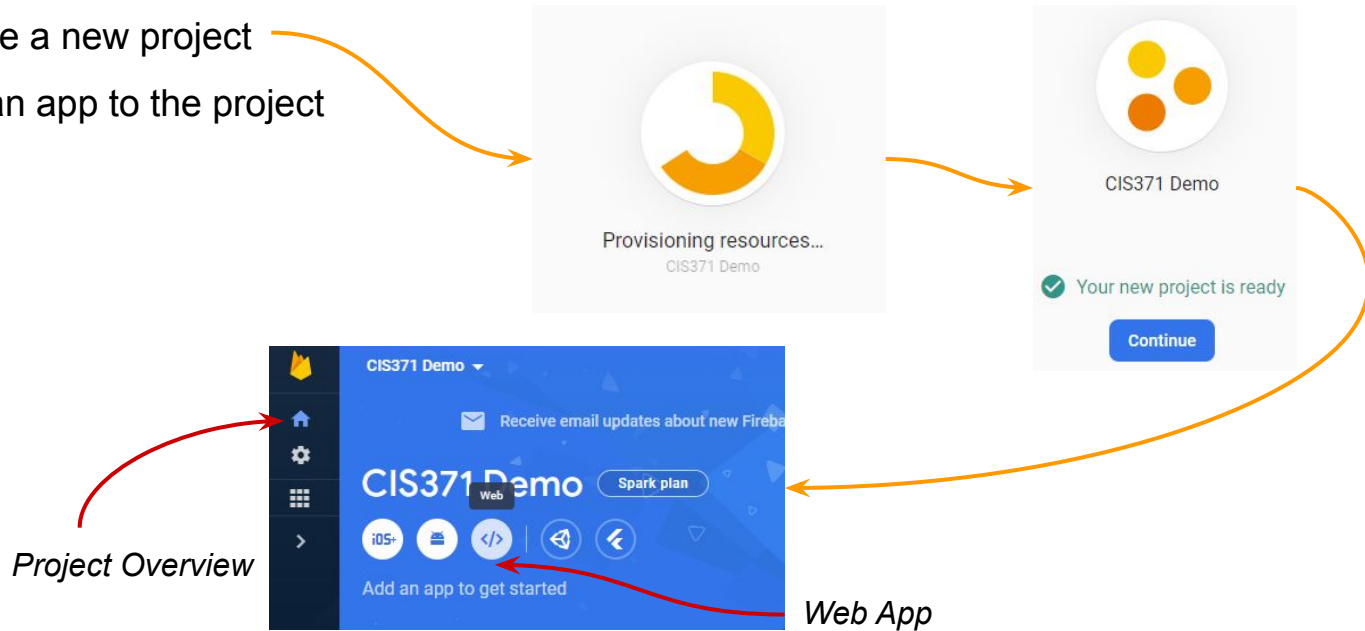 e a new project
an app to the project
Provisioning resources...
CIS371 Demo
CIS371 Demo
Your new project is ready
Continue
CIS371 Demo
Receive email updates about new Fireba
CIS371 Demo
Spark plan
Web
iOS+
</>
Add an app to get started
Project Overview
Web App